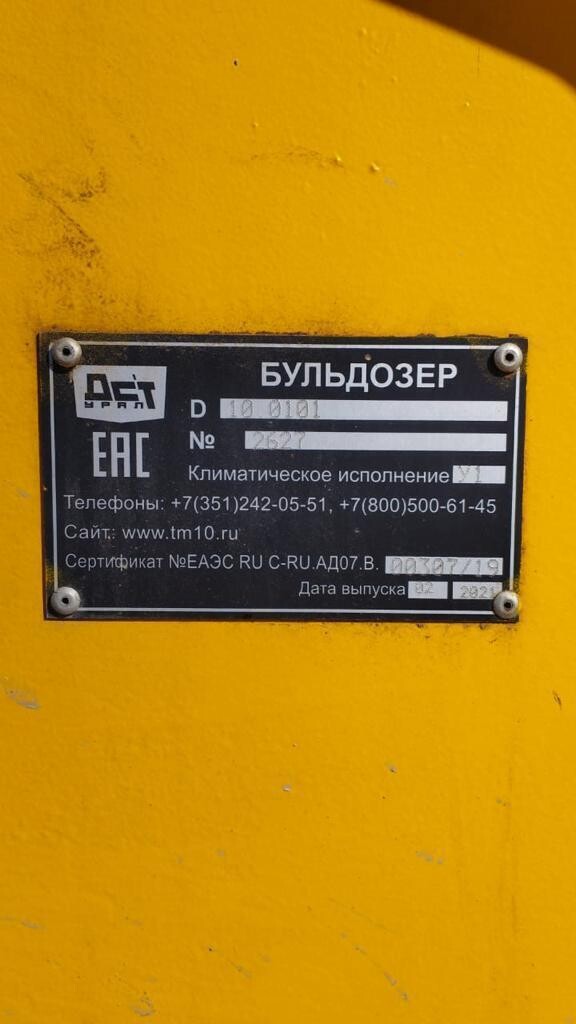 ДСТ
УРАЛ
EAC
БУЛЬДОЗЕР
D 10.0101
№ 2627
Климатическое исполнение У1
Телефоны: +7(351)242-05-51, +7(800)500-61-45
Сайт: www.tm10.ru
Сертификат №ЕАЭС RU C-RU.АД07.В. 00307/19
Дата выпуска 02 2021